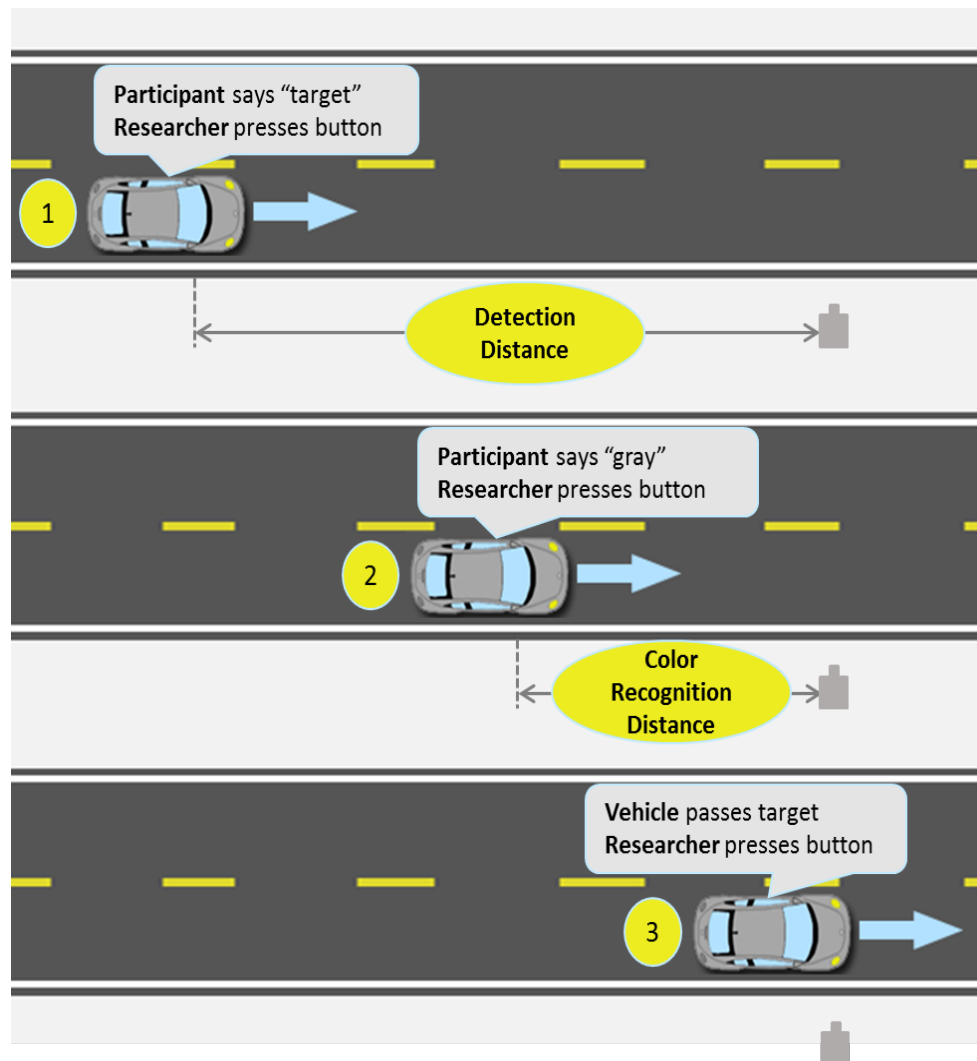 Participant says “target”
Researcher presses button
1
Detection
Distance
Participant says “gray”
Researcher presses button
2
Color
Recognition
Distance
Vehicle passes target
Researcher presses button
3